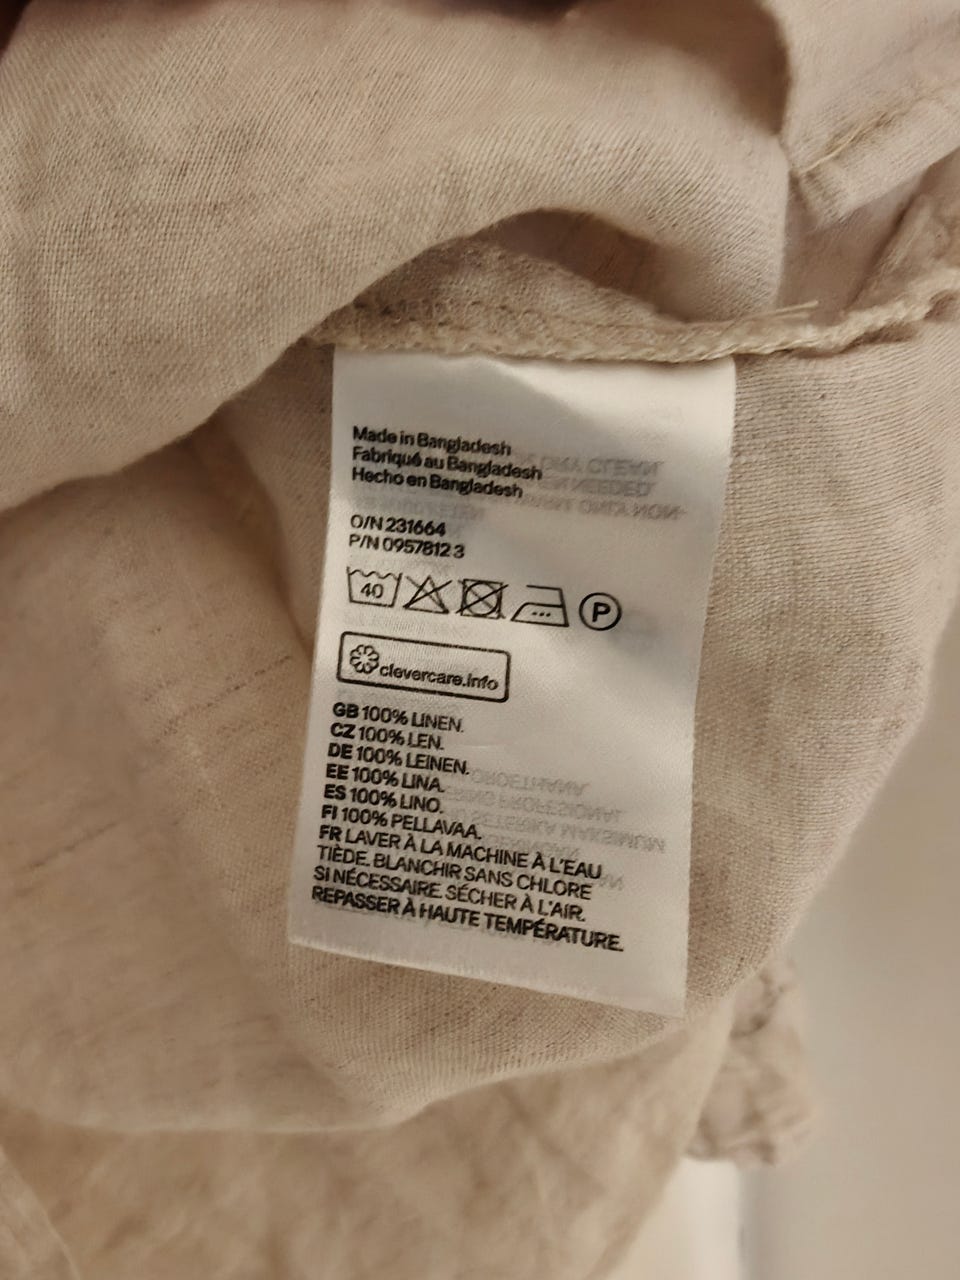 Made in Bangladesh
Fabriqué au Bangladesh
Hecho en Bangladesh
O/N 231664
P/N 0957812 3
40 P
clevercare.info
GB 100% LINEN.
CZ 100% LEN.
DE 100% LEINEN.
EE 100% LINA.
ES 100% LINO.
FI 100% PELLAVAA.
FR LAVER À LA MACHINE À L'EAU
TIÈDE. BLANCHIR SANS CHLORE
SI NÉCESSAIRE. SÉCHER À L'AIR.
REPASSER À HAUTE TEMPÉRATURE.